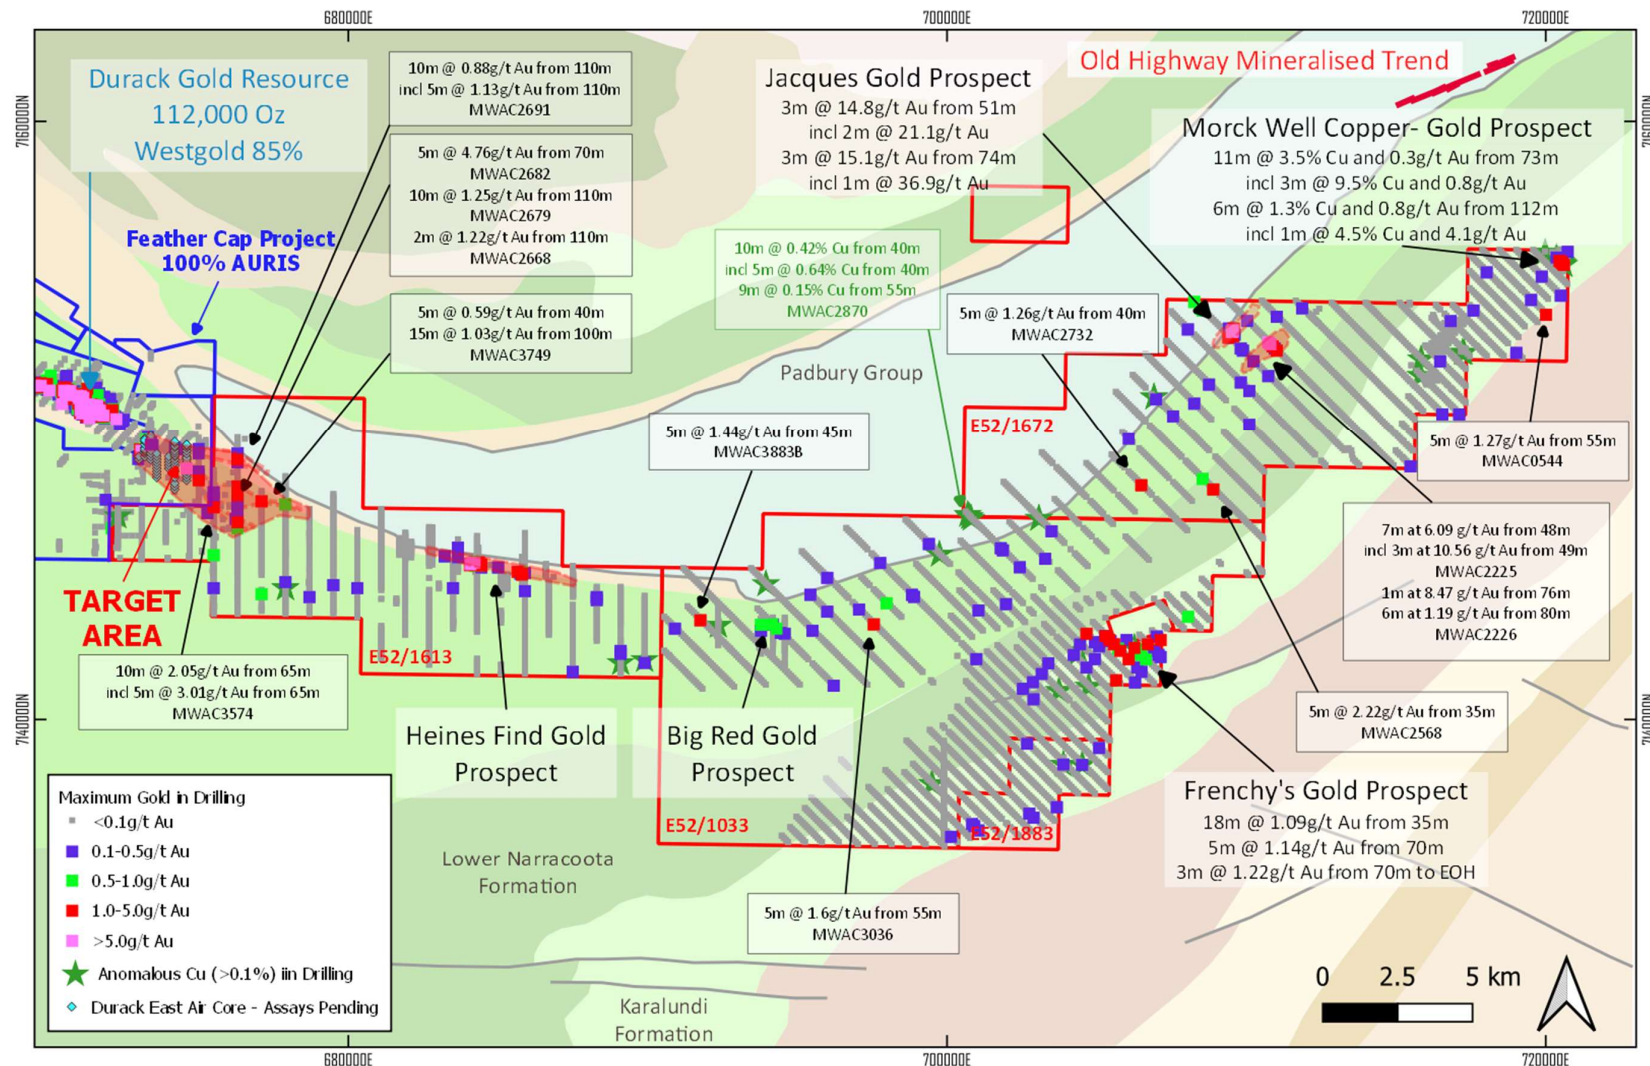 680000E
700000E
720000E
7160000N
7160000N
Durack Gold Resource
112,000 Oz
Westgold 85%
10m @ 0.88g/t Au from 110m
incl 5m @ 1.13g/t Au from 110m
MWAC2691
5m @ 4.76g/t Au from 70m
MWAC2682
10m @ 1.25g/t Au from 110m
MWAC2679
2m @ 1.22g/t Au from 110m
MWAC2668
5m @ 0.59g/t Au from 40m
15m @ 1.03g/t Au from 100m
MWAC3749
Feather Cap Project
100% AURIS
Jacques Gold Prospect
3m @ 14.8g/t Au from 51m
incl 2m @ 21.1g/t Au
3m @ 15.1g/t Au from 74m
incl 1m @ 36.9g/t Au
Old Highway Mineralised Trend
Morck Well Copper- Gold Prospect
11m @ 3.5% Cu and 0.3g/t Au from 73m
incl 3m @ 9.5% Cu and 0.8g/t Au
6m @ 1.3% Cu and 0.8g/t Au from 112m
incl 1m @ 4.5% Cu and 4.1g/t Au
10m @ 0.42% Cu from 40m
incl 5m @ 0.64% Cu from 40m
9m @ 0.15% Cu from 55m
MWAC2870
5m @ 1.26g/t Au from 40m
MWAC2732
Padbury Group
5m @ 1.44g/t Au from 45m
MWAC3883B
E52/1672
5m @ 1.27g/t Au from 55m
MWAC0544
7m at 6.09 g/t Au from 48m
incl 3m at 10.56 g/t Au from 49m
MWAC2225
1m at 8.47 g/t Au from 76m
6m at 1.19 g/t Au from 80m
MWAC2226
TARGET
AREA
E52/1613
10m @ 2.05g/t Au from 65m
incl 5m @ 3.01g/t Au from 65m
MWAC3574
Heines Find Gold
Prospect
Big Red Gold
Prospect
5m @ 2.22g/t Au from 35m
MWAC2568
7140000N
7140000N
Frenchy's Gold Prospect
18m @ 1.09g/t Au from 35m
5m @ 1.14g/t Au from 70m
3m @ 1.22g/t Au from 70m to EOH
E52/1033
E52/1883
Lower Narracoota
Formation
5m @ 1.6g/t Au from 55m
MWAC3036
Maximum Gold in Drilling
<0.1g/t Au
0.1-0.5g/t Au
0.5-1.0g/t Au
1.0-5.0g/t Au
>5.0g/t Au
Anomalous Cu (>0.1%) iin Drilling
Durack East Air Core - Assays Pending
Karalundi
Formation
0 2.5 5 km
680000E
700000E
720000E